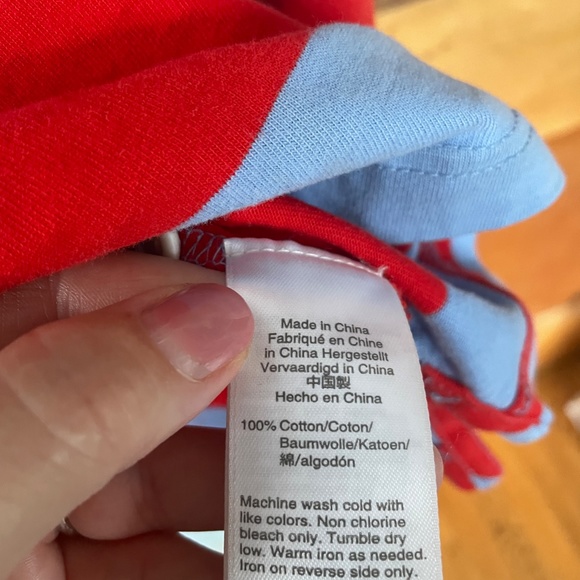 Made in China
Fabriqué en Chine
in China Hergestellt
Vervaardigd in China
中国製
Hecho en China
100% Cotton/Coton/
Baumwolle/Katoen/
綿/algodón
Machine wash cold with
like colors. Non chlorine
bleach only. Tumble dry
low. Warm iron as needed.
Iron on reverse side only.